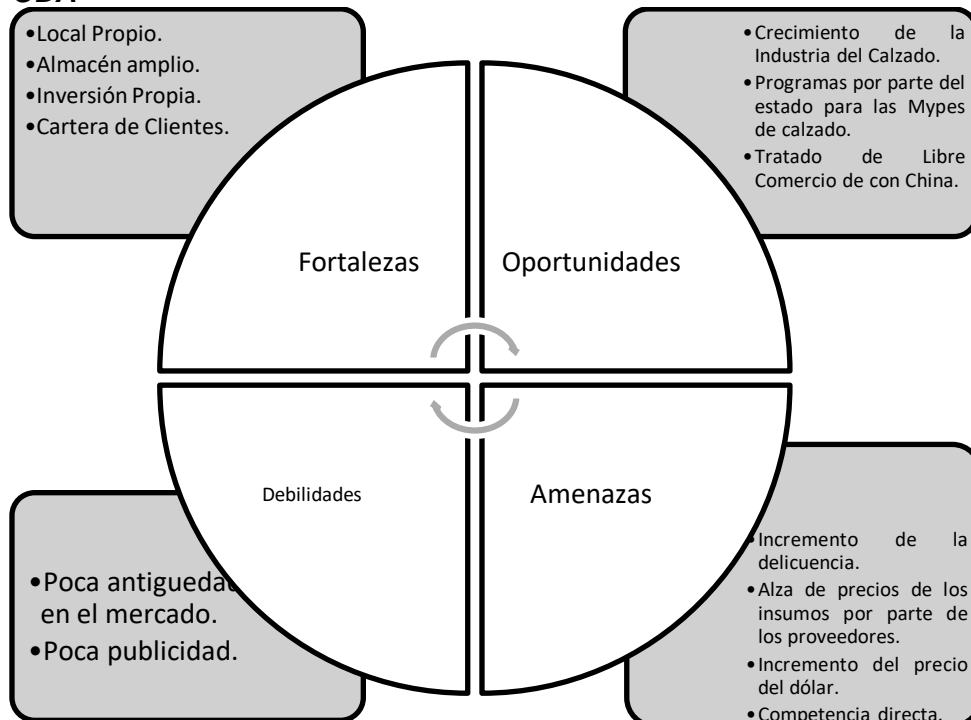 •Local Propio.
•Almacén amplio.
•Inversión Propia.
•Cartera de Clientes.
•Crecimiento de la
Industria del Calzado.
•Programas por parte del
estado para las Mypes
de calzado.
•Tratado de Libre
Comercio de con China.
Fortalezas
Oportunidades
Debilidades
Amenazas
•Poca antigueda
en el mercado.
•Poca publicidad.
•Incremento de la
delicuencia.
•Alza de precios de los
insumos por parte de
los proveedores.
•Incremento del precio
del dólar.
•Competencia directa.